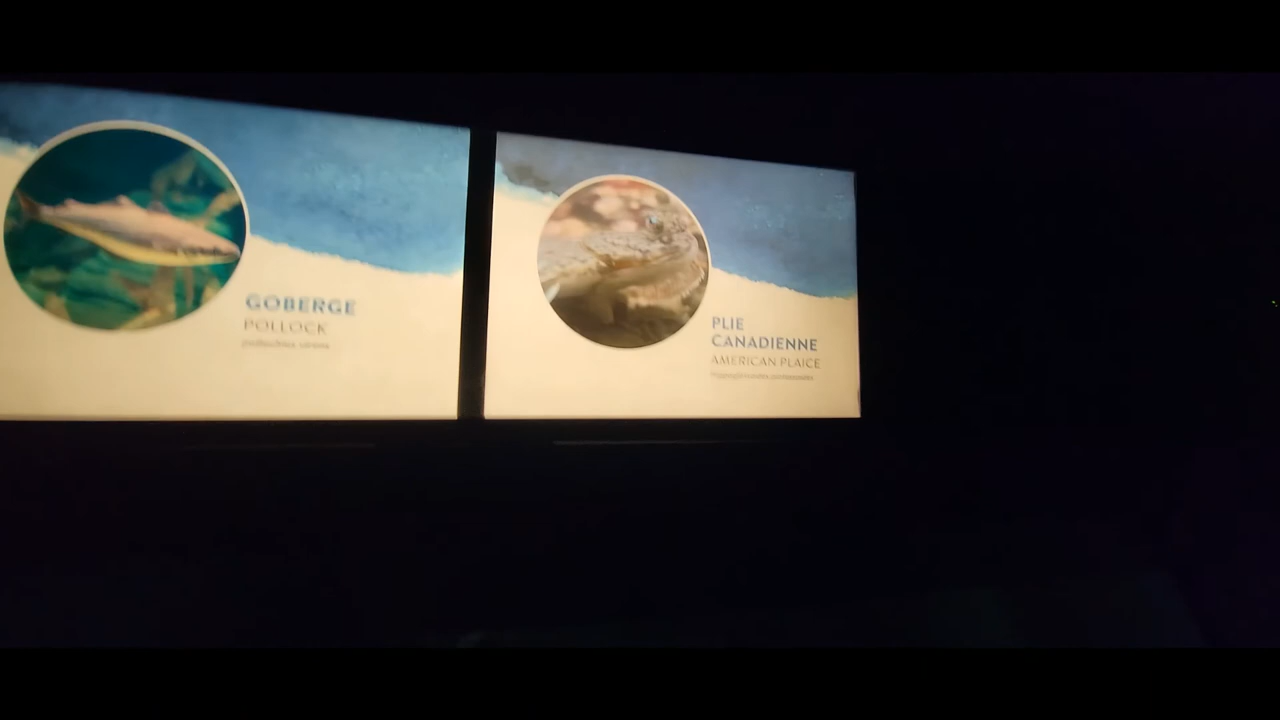 GOBERGE
POLLOCK
PLIE
CANADIENNE
AMERICAN PLAICE